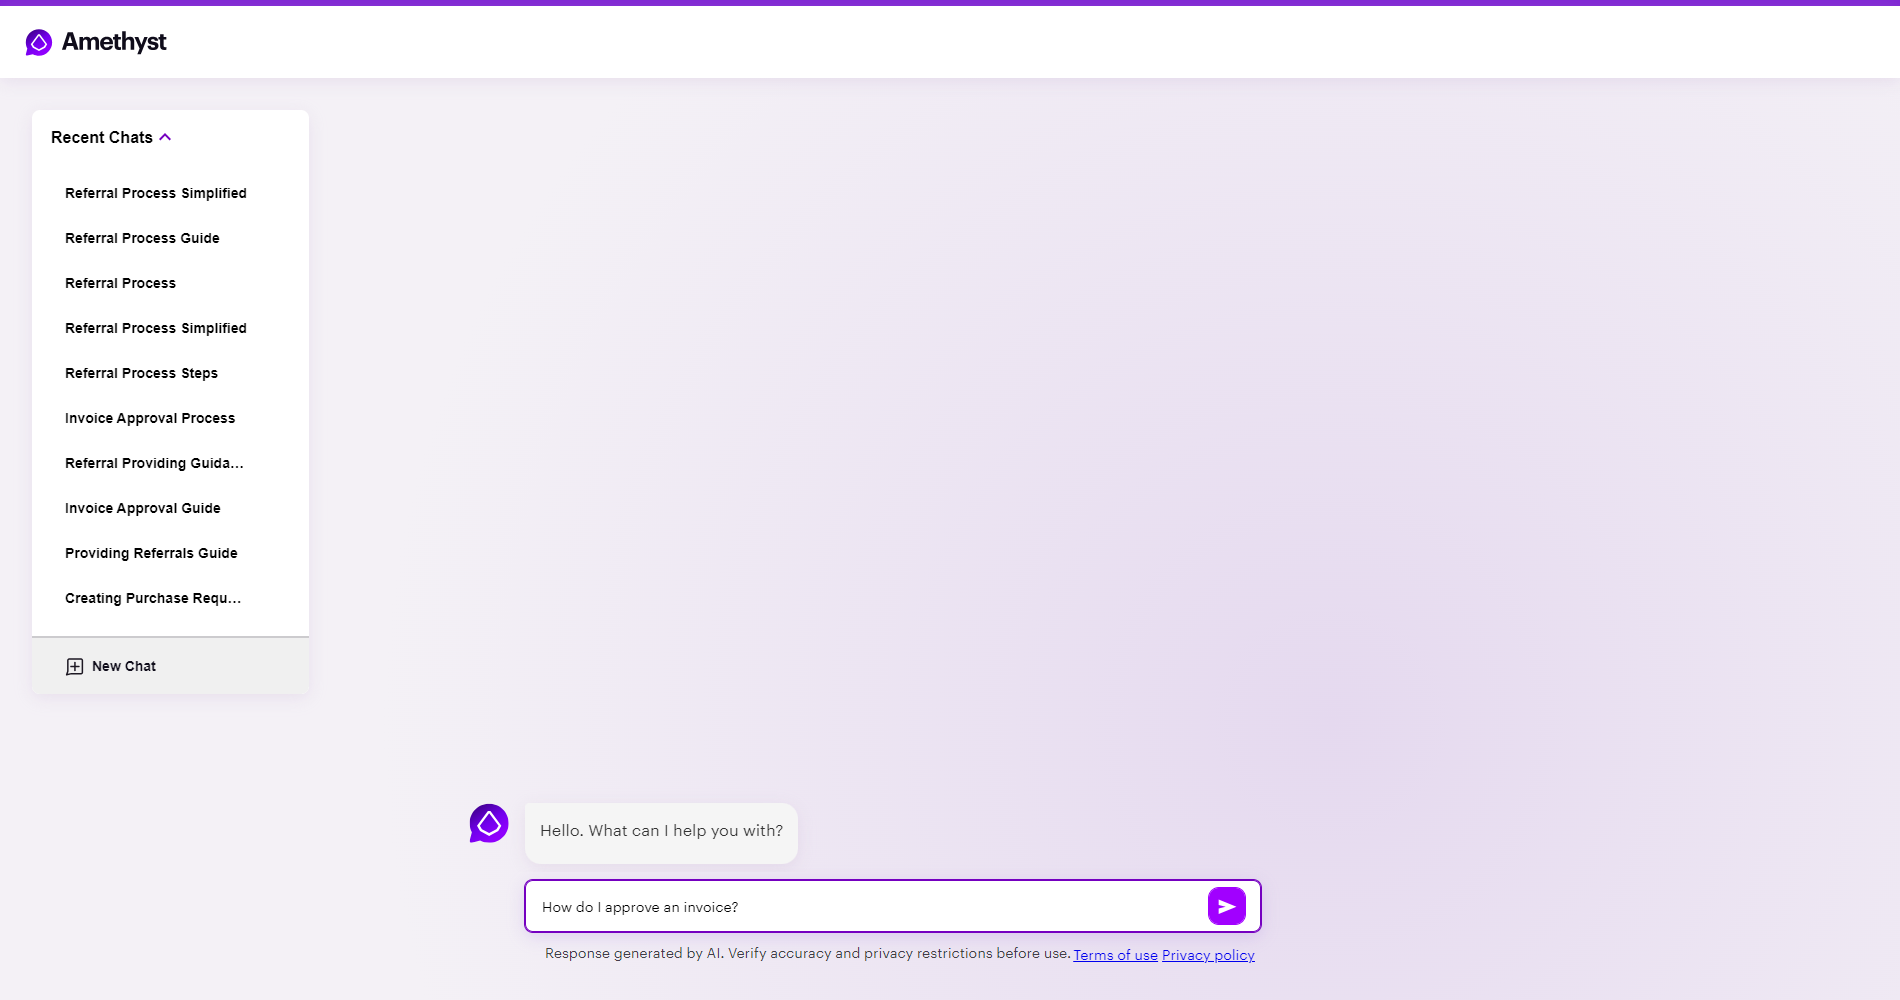 Amethyst
Recent Chats
Referral Process Simplified
Referral Process Guide
Referral Process
Referral Process Simplified
Referral Process Steps
Invoice Approval Process
Referral Providing Guida...
Invoice Approval Guide
Providing Referrals Guide
Creating Purchase Requ...
New Chat
Hello. What can I help you with?
How do I approve an invoice?
Response generated by AI. Verify accuracy and privacy restrictions before use. Terms of use Privacy policy